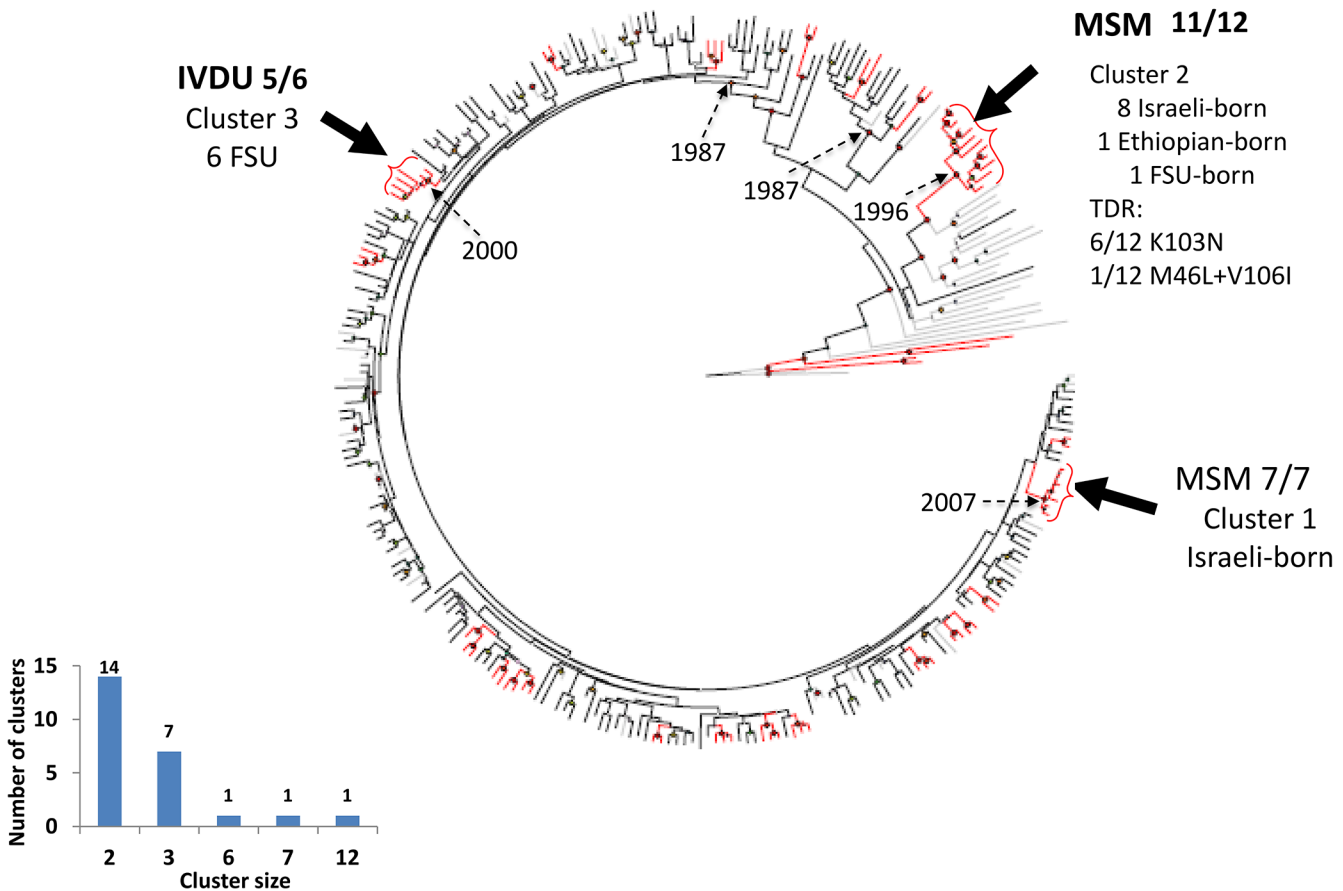 MSM 11/12
Cluster 2
8 Israeli-born
1 Ethiopian-born
1 FSU-born
TDR:
6/12 K103N
1/12 M46L+V106I
IVDU 5/6
Cluster 3
6 FSU
1987
1987
1996
2000
2007
MSM 7/7
Cluster 1
Israeli-born
Number of clusters
15
10
5
0
14
7
1
1
1
2 3 6 7 12
Cluster size